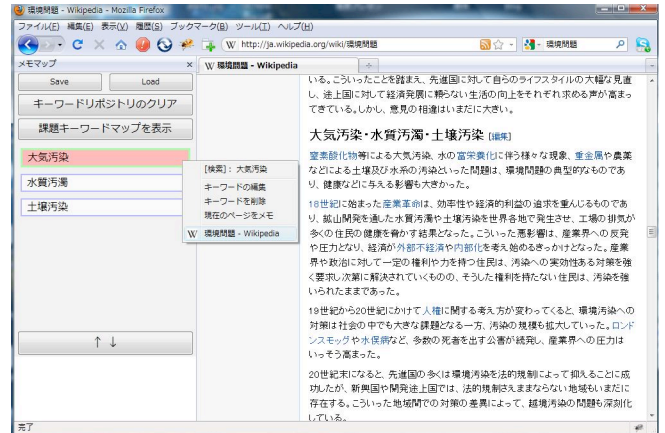 環境問題 - Wikipedia - Mozilla Firefox
ファイル(F) 編集(E) 表示(V) 履歴(S) ブックマーク(B) ツール(T) ヘルプ(H)
W http://ja.wikipedia.org/wiki/環境問題
環境問題
メモマップ x
W 環境問題 - Wikipedia
Save Load
キーワードリポジトリのクリア
課題キーワードマップを表示
大気汚染
水質汚濁
土壌汚染
↑ ↓
[検索]: 大気汚染
キーワードの編集
キーワードを削除
現在のページをメモ
W 環境問題 - Wikipedia
いる。こういったことを踏まえ、先進国に対して自らのライフスタイルの大幅な見直
し、途上国に対して経済発展に頼らない生活の向上をそれぞれ求める声が高まっ
てきている。しかし、意見の相違はいまだに大きい。
大気汚染・水質汚濁・土壌汚染 [編集]
窒素酸化物等による大気汚染、水の富栄養化に伴う様々な現象、重金属や農薬
などによる土壌及び水系の汚染といった問題は、環境問題の典型的なものであ
り、健康などに与える影響も大きかった。
18世紀に始まった産業革命は、効率性や経済的利益の追求を重んじるものであ
り、鉱山開発を通した水質汚濁や土壌汚染を世界各地で発生させ、工場の排気が
多くの住民の健康を脅かす結果となった。こういった悪影響は、産業界への反発
や圧力となり、経済が外部不経済や内部化を考え始めるきっかけとなった。産業
界や政治に対して一定の権利や力を持つ住民は、汚染への実効性ある対策を強
く要求し次第に解決されていくものの、そうした権利を持たない住民は、汚染を強
いられたままであった。
19世紀から20世紀にかけて人権に関する考え方が変わってくると、環境汚染への
対策は社会の中でも大きな課題となる一方、汚染の規模も拡大していった。ロンド
ンスモッグや水俣病など、多数の死者を出す公害が続発し、産業界への圧力は
いっそう高まった。
20世紀末になると、先進国の多くは環境汚染を法的規制によって抑えることに成
功したが、新興国や開発途上国では、法的規制さえままならない地域もいまだに
存在する。こういった地域間での対策の差異によって、越境汚染の問題も深刻化
している。
完了